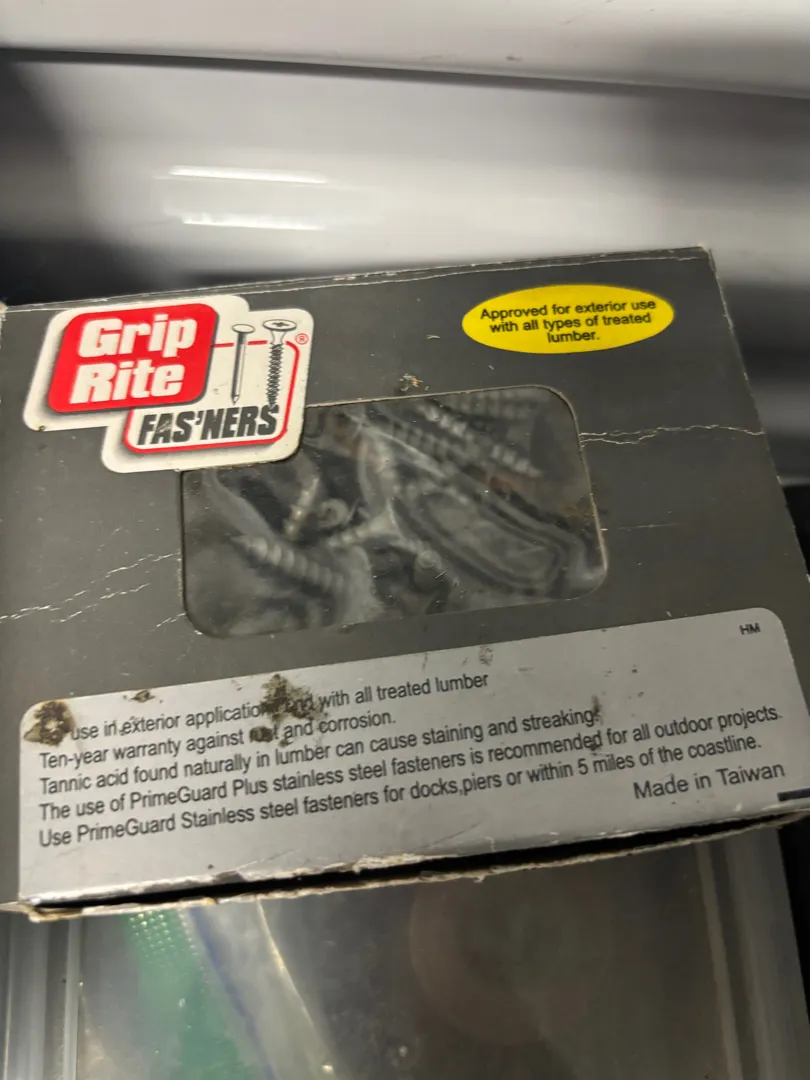 Grip
Rite
®
FAS'NERS
Approved for exterior use
with all types of treated
lumber.
HM
use in exterior application with all treated lumber
Ten-year warranty against rust and corrosion.
Tannic acid found naturally in lumber can cause staining and streaking.
The use of PrimeGuard Plus stainless steel fasteners is recommended for all outdoor projects.
Use PrimeGuard Stainless steel fasteners for docks,piers or within 5 miles of the coastline.
Made in Taiwan